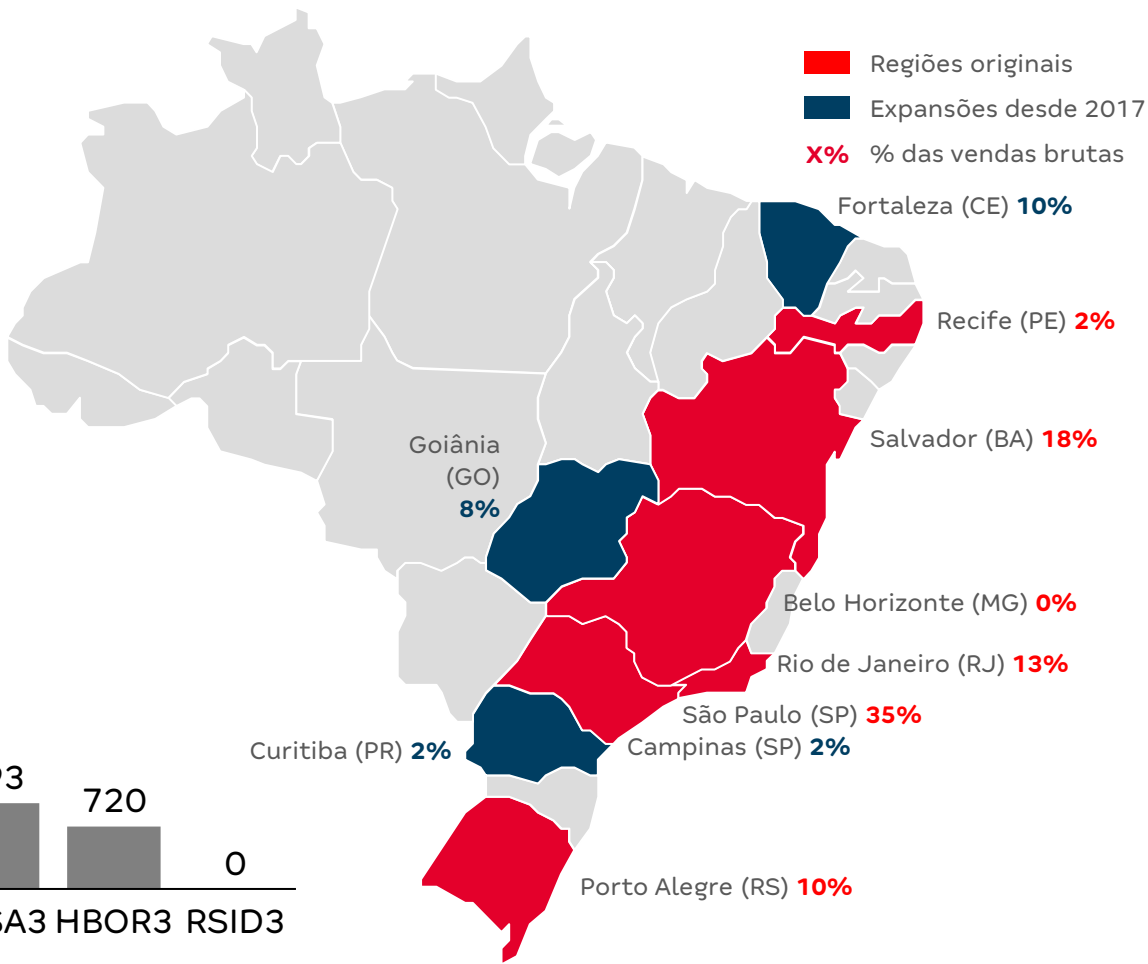 Regiões originais
Expansões desde 2017
X% % das vendas brutas
Fortaleza (CE) 10%
Recife (PE) 2%
Salvador (BA) 18%
Goiânia
(GO)
8%
Belo Horizonte (MG) 0%
Rio de Janeiro (RJ) 13%
São Paulo (SP) 35%
Curitiba (PR) 2%
Campinas (SP) 2%
720
0
Porto Alegre (RS) 10%
HBOR3 RSID3